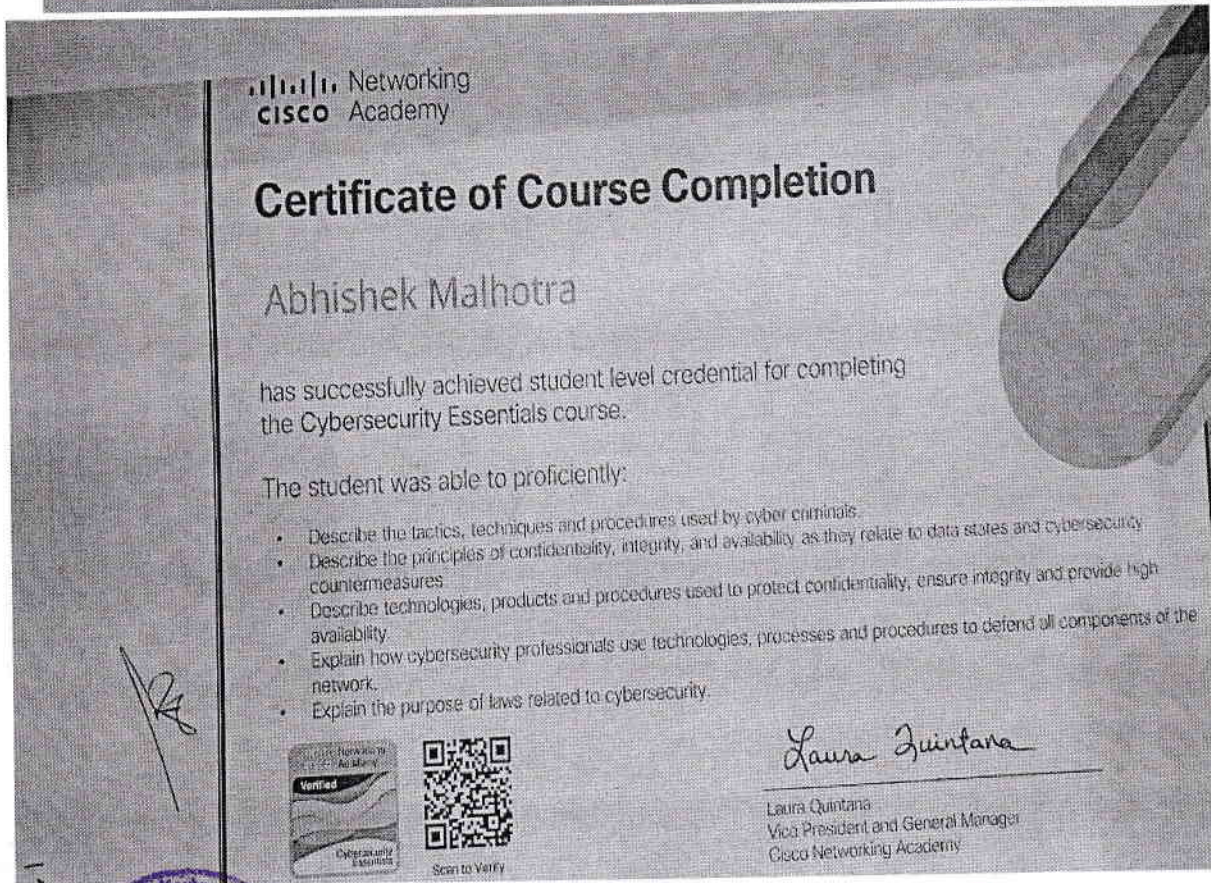 Networking
CISCO Academy
Certificate of Course Completion
Abhishek Malhotra
has successfully achieved student level credential for completing
the Cybersecurity Essentials course.
The student was able to proficiently:
• Describe the tactics, techniques and procedures used by cyber criminals.
• Describe the principles of confidentiality, integrity, and availability as they relate to data states and cybersecurity
countermeasures
• Describe technologies, products and procedures used to protect confidentiality, ensure integrity and provide high
availability
• Explain how cybersecurity professionals use technologies, processes and procedures to defend all components of the
network.
• Explain the purpose of laws related to cybersecurity.
Networking
Academy
Verified
Cybersecurity
Essentials
Scan to Verify
Laura Quintana
Laura Quintana
Vice President and General Manager
Cisco Networking Academy